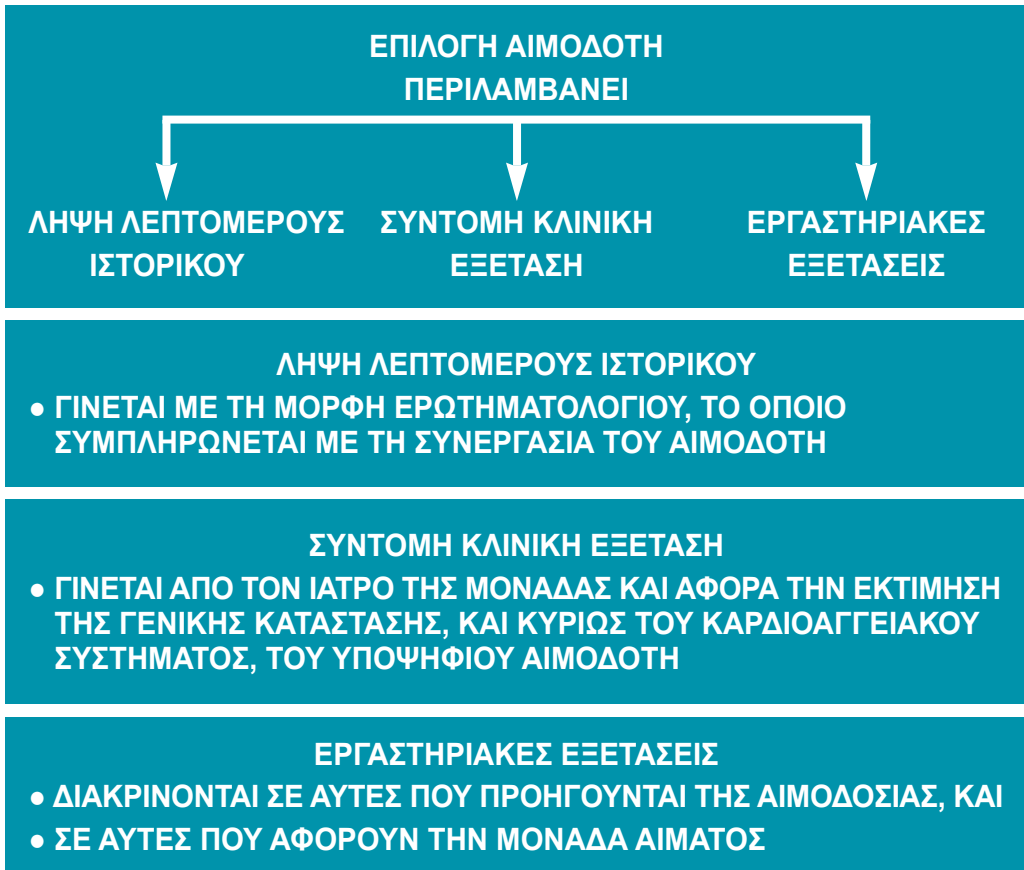 ΕΠΙΛΟΓΗ ΑΙΜΟΔΟΤΗ
ΠΕΡΙΛΑΜΒΑΝΕΙ
ΛΗΨΗ ΛΕΠΤΟΜΕΡΟΥΣ
ΙΣΤΟΡΙΚΟΥ
ΣΥΝΤΟΜΗ ΚΛΙΝΙΚΗ
ΕΞΕΤΑΣΗ
ΕΡΓΑΣΤΗΡΙΑΚΕΣ
ΕΞΕΤΑΣΕΙΣ
ΛΗΨΗ ΛΕΠΤΟΜΕΡΟΥΣ ΙΣΤΟΡΙΚΟΥ
● ΓΙΝΕΤΑΙ ΜΕ ΤΗ ΜΟΡΦΗ ΕΡΩΤΗΜΑΤΟΛΟΓΙΟΥ, ΤΟ ΟΠΟΙΟ
ΣΥΜΠΛΗΡΩΝΕΤΑΙ ΜΕ ΤΗ ΣΥΝΕΡΓΑΣΙΑ ΤΟΥ ΑΙΜΟΔΟΤΗ
ΣΥΝΤΟΜΗ ΚΛΙΝΙΚΗ ΕΞΕΤΑΣΗ
● ΓΙΝΕΤΑΙ ΑΠΟ ΤΟΝ ΙΑΤΡΟ ΤΗΣ ΜΟΝΑΔΑΣ ΚΑΙ ΑΦΟΡΑ ΤΗΝ ΕΚΤΙΜΗΣΗ
ΤΗΣ ΓΕΝΙΚΗΣ ΚΑΤΑΣΤΑΣΗΣ, ΚΑΙ ΚΥΡΙΩΣ ΤΟΥ ΚΑΡΔΙΟΑΓΓΕΙΑΚΟΥ
ΣΥΣΤΗΜΑΤΟΣ, ΤΟΥ ΥΠΟΨΗΦΙΟΥ ΑΙΜΟΔΟΤΗ
ΕΡΓΑΣΤΗΡΙΑΚΕΣ ΕΞΕΤΑΣΕΙΣ
● ΔΙΑΚΡΙΝΟΝΤΑΙ ΣΕ ΑΥΤΕΣ ΠΟΥ ΠΡΟΗΓΟΥΝΤΑΙ ΤΗΣ ΑΙΜΟΔΟΣΙΑΣ, ΚΑΙ
● ΣΕ ΑΥΤΕΣ ΠΟΥ ΑΦΟΡΟΥΝ ΤΗΝ ΜΟΝΑΔΑ ΑΙΜΑΤΟΣ